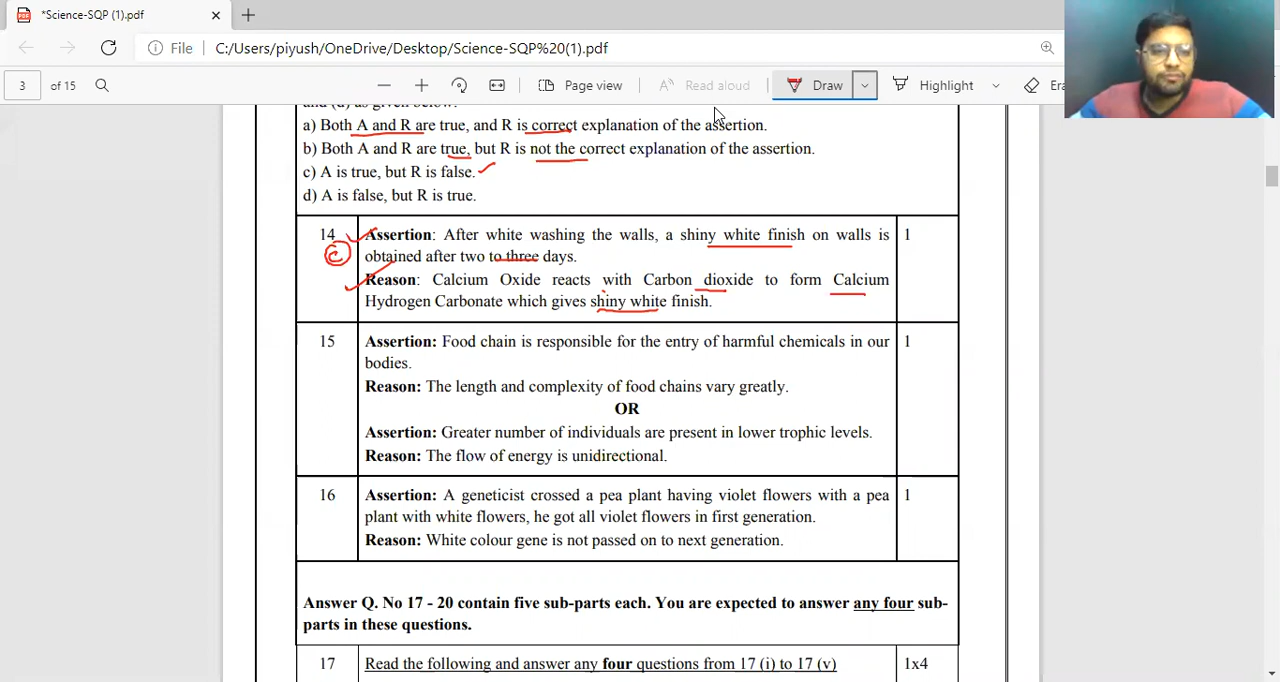 *Science-SQP (1).pdf
File
C:/Users/piyush/OneDrive/Desktop/Science-SQP%20(1).pdf
3 of 15
Page view
Read aloud
Draw
Highlight
a) Both A and R are true, and R is correct explanation of the assertion.
b) Both A and R are true, but R is not the correct explanation of the assertion.
c) A is true, but R is false.
d) A is false, but R is true.
14 Assertion: After white washing the walls, a shiny white finish on walls is 1
C obtained after two to three days.
Reason: Calcium Oxide reacts with Carbon dioxide to form Calcium
Hydrogen Carbonate which gives shiny white finish.
15 Assertion: Food chain is responsible for the entry of harmful chemicals in our 1
bodies.
Reason: The length and complexity of food chains vary greatly.
OR
Assertion: Greater number of individuals are present in lower trophic levels.
Reason: The flow of energy is unidirectional.
16 Assertion: A geneticist crossed a pea plant having violet flowers with a pea 1
plant with white flowers, he got all violet flowers in first generation.
Reason: White colour gene is not passed on to next generation.
Answer Q. No 17 - 20 contain five sub-parts each. You are expected to answer any four sub-
parts in these questions.
17 Read the following and answer any four questions from 17 (i) to 17 (v) 1x4